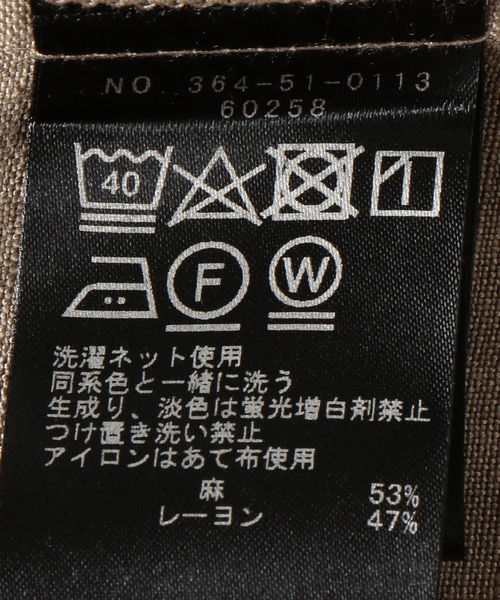 NO 364-51-0113
60258
40
F W
洗濯ネット使用
同系色と一緒に洗う
生成り、淡色は蛍光増白剤禁止
つけ置き洗い禁止
アイロンはあて布使用
麻 53%
レーヨン 47%